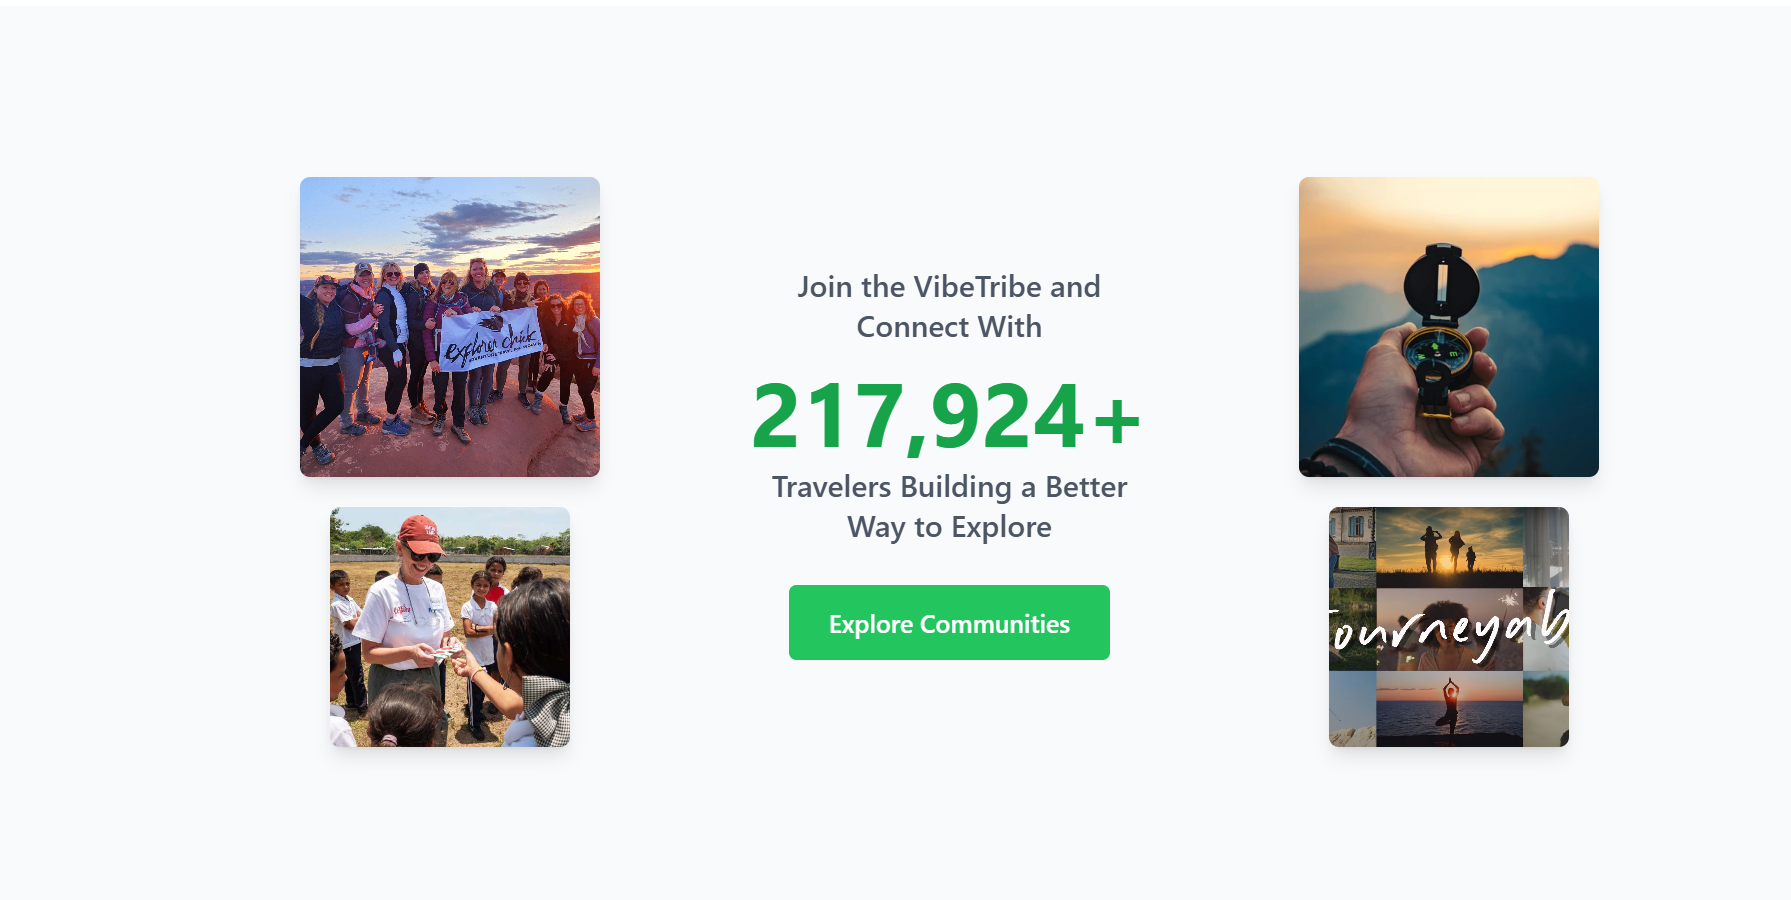 Join the VibeTribe and
Connect With
217,924+
Travelers Building a Better
Way to Explore
Explore Communities
explorer chick
ourneyab